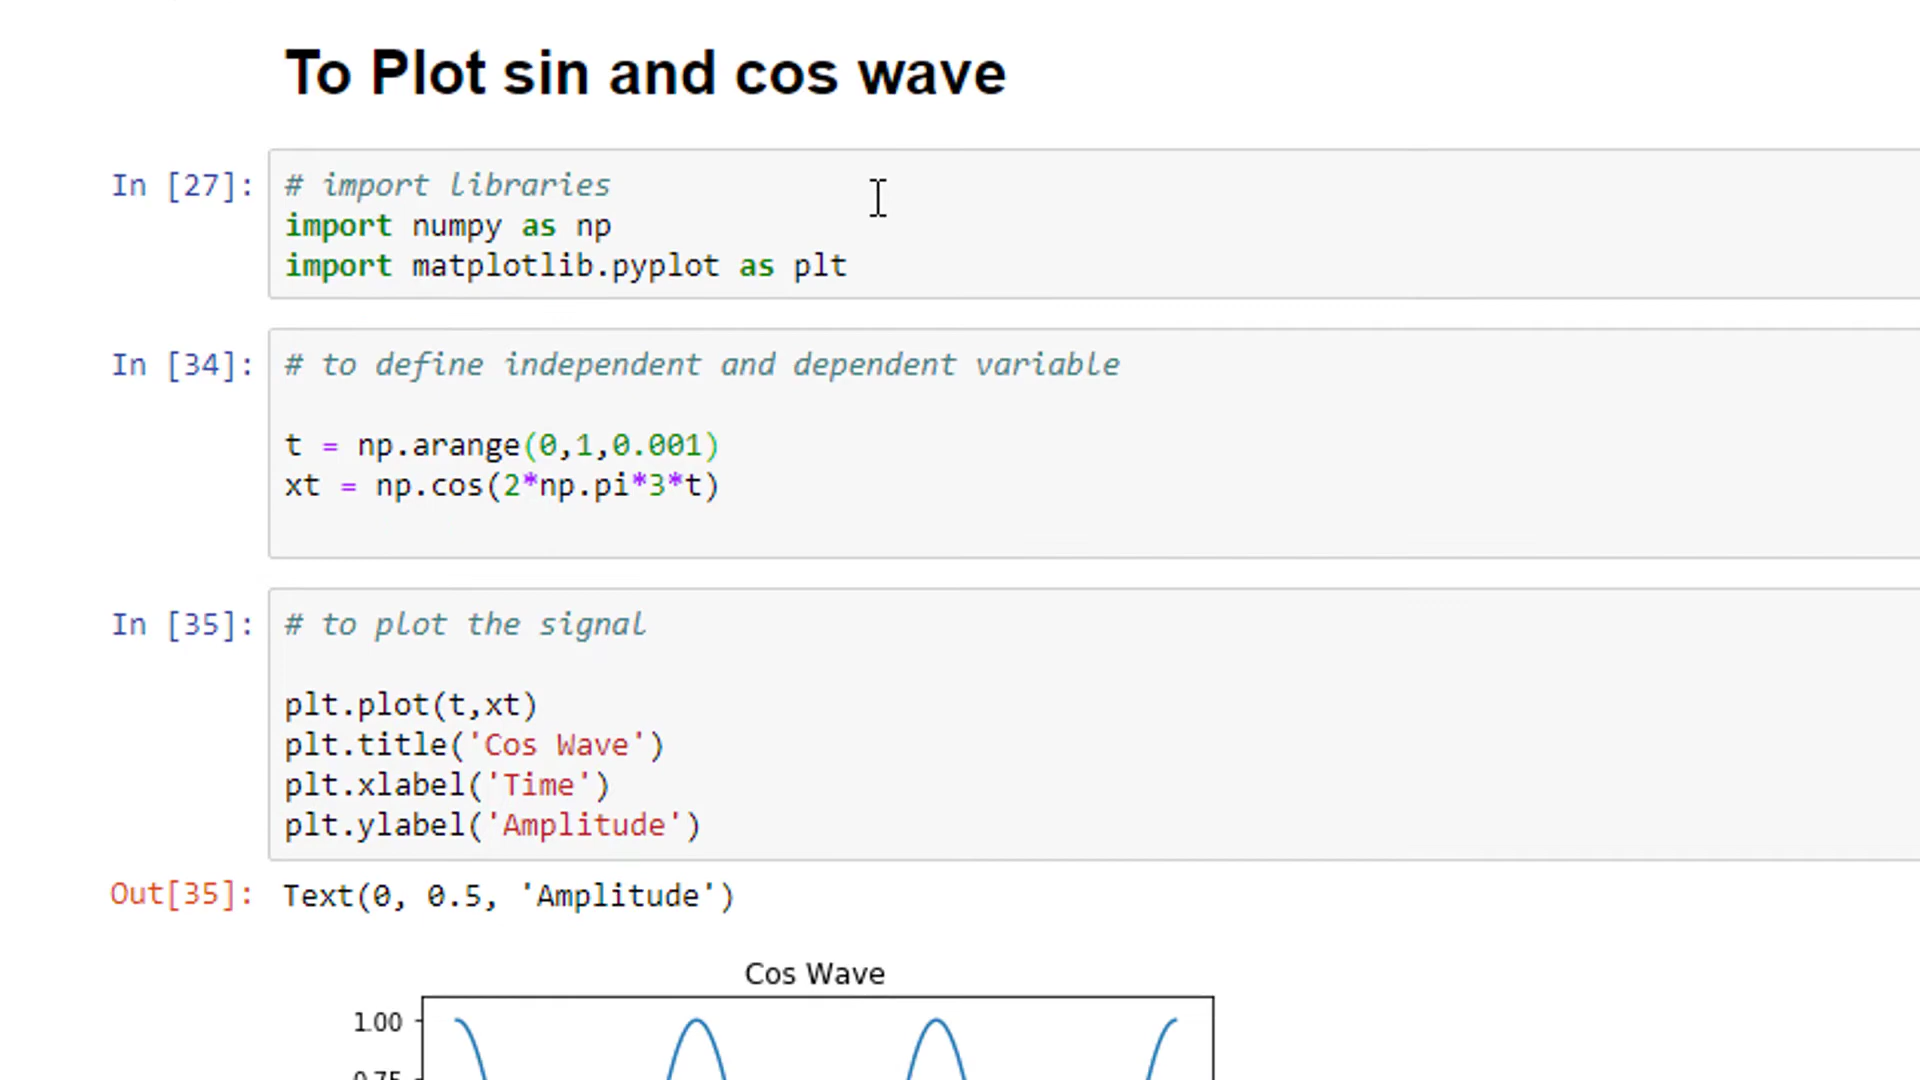 To Plot sin and cos wave
In [27]:
# import libraries
import numpy as np
import matplotlib.pyplot as plt
In [34]:
# to define independent and dependent variable
t = np.arange(0,1,0.001)
xt = np.cos(2*np.pi*3*t)
In [35]:
# to plot the signal
plt.plot(t,xt)
plt.title('Cos Wave')
plt.xlabel('Time')
plt.ylabel('Amplitude')
Out[35]:
Text(0, 0.5, 'Amplitude')
Cos Wave
1.00
0.75